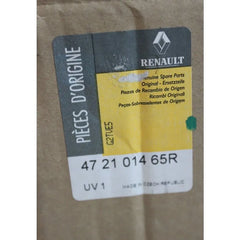 PIÈCES D'ORIGINE
RENAULT
Genuine Spare Parts
Original - Ersatzteile
Piezas de Recambio de Origen
Ricambi Originali
Peças-Sobresselentes de Origem
G2TVE5
47 21 014 65R
UV 1
MADE IN CZECH REPUBLIC